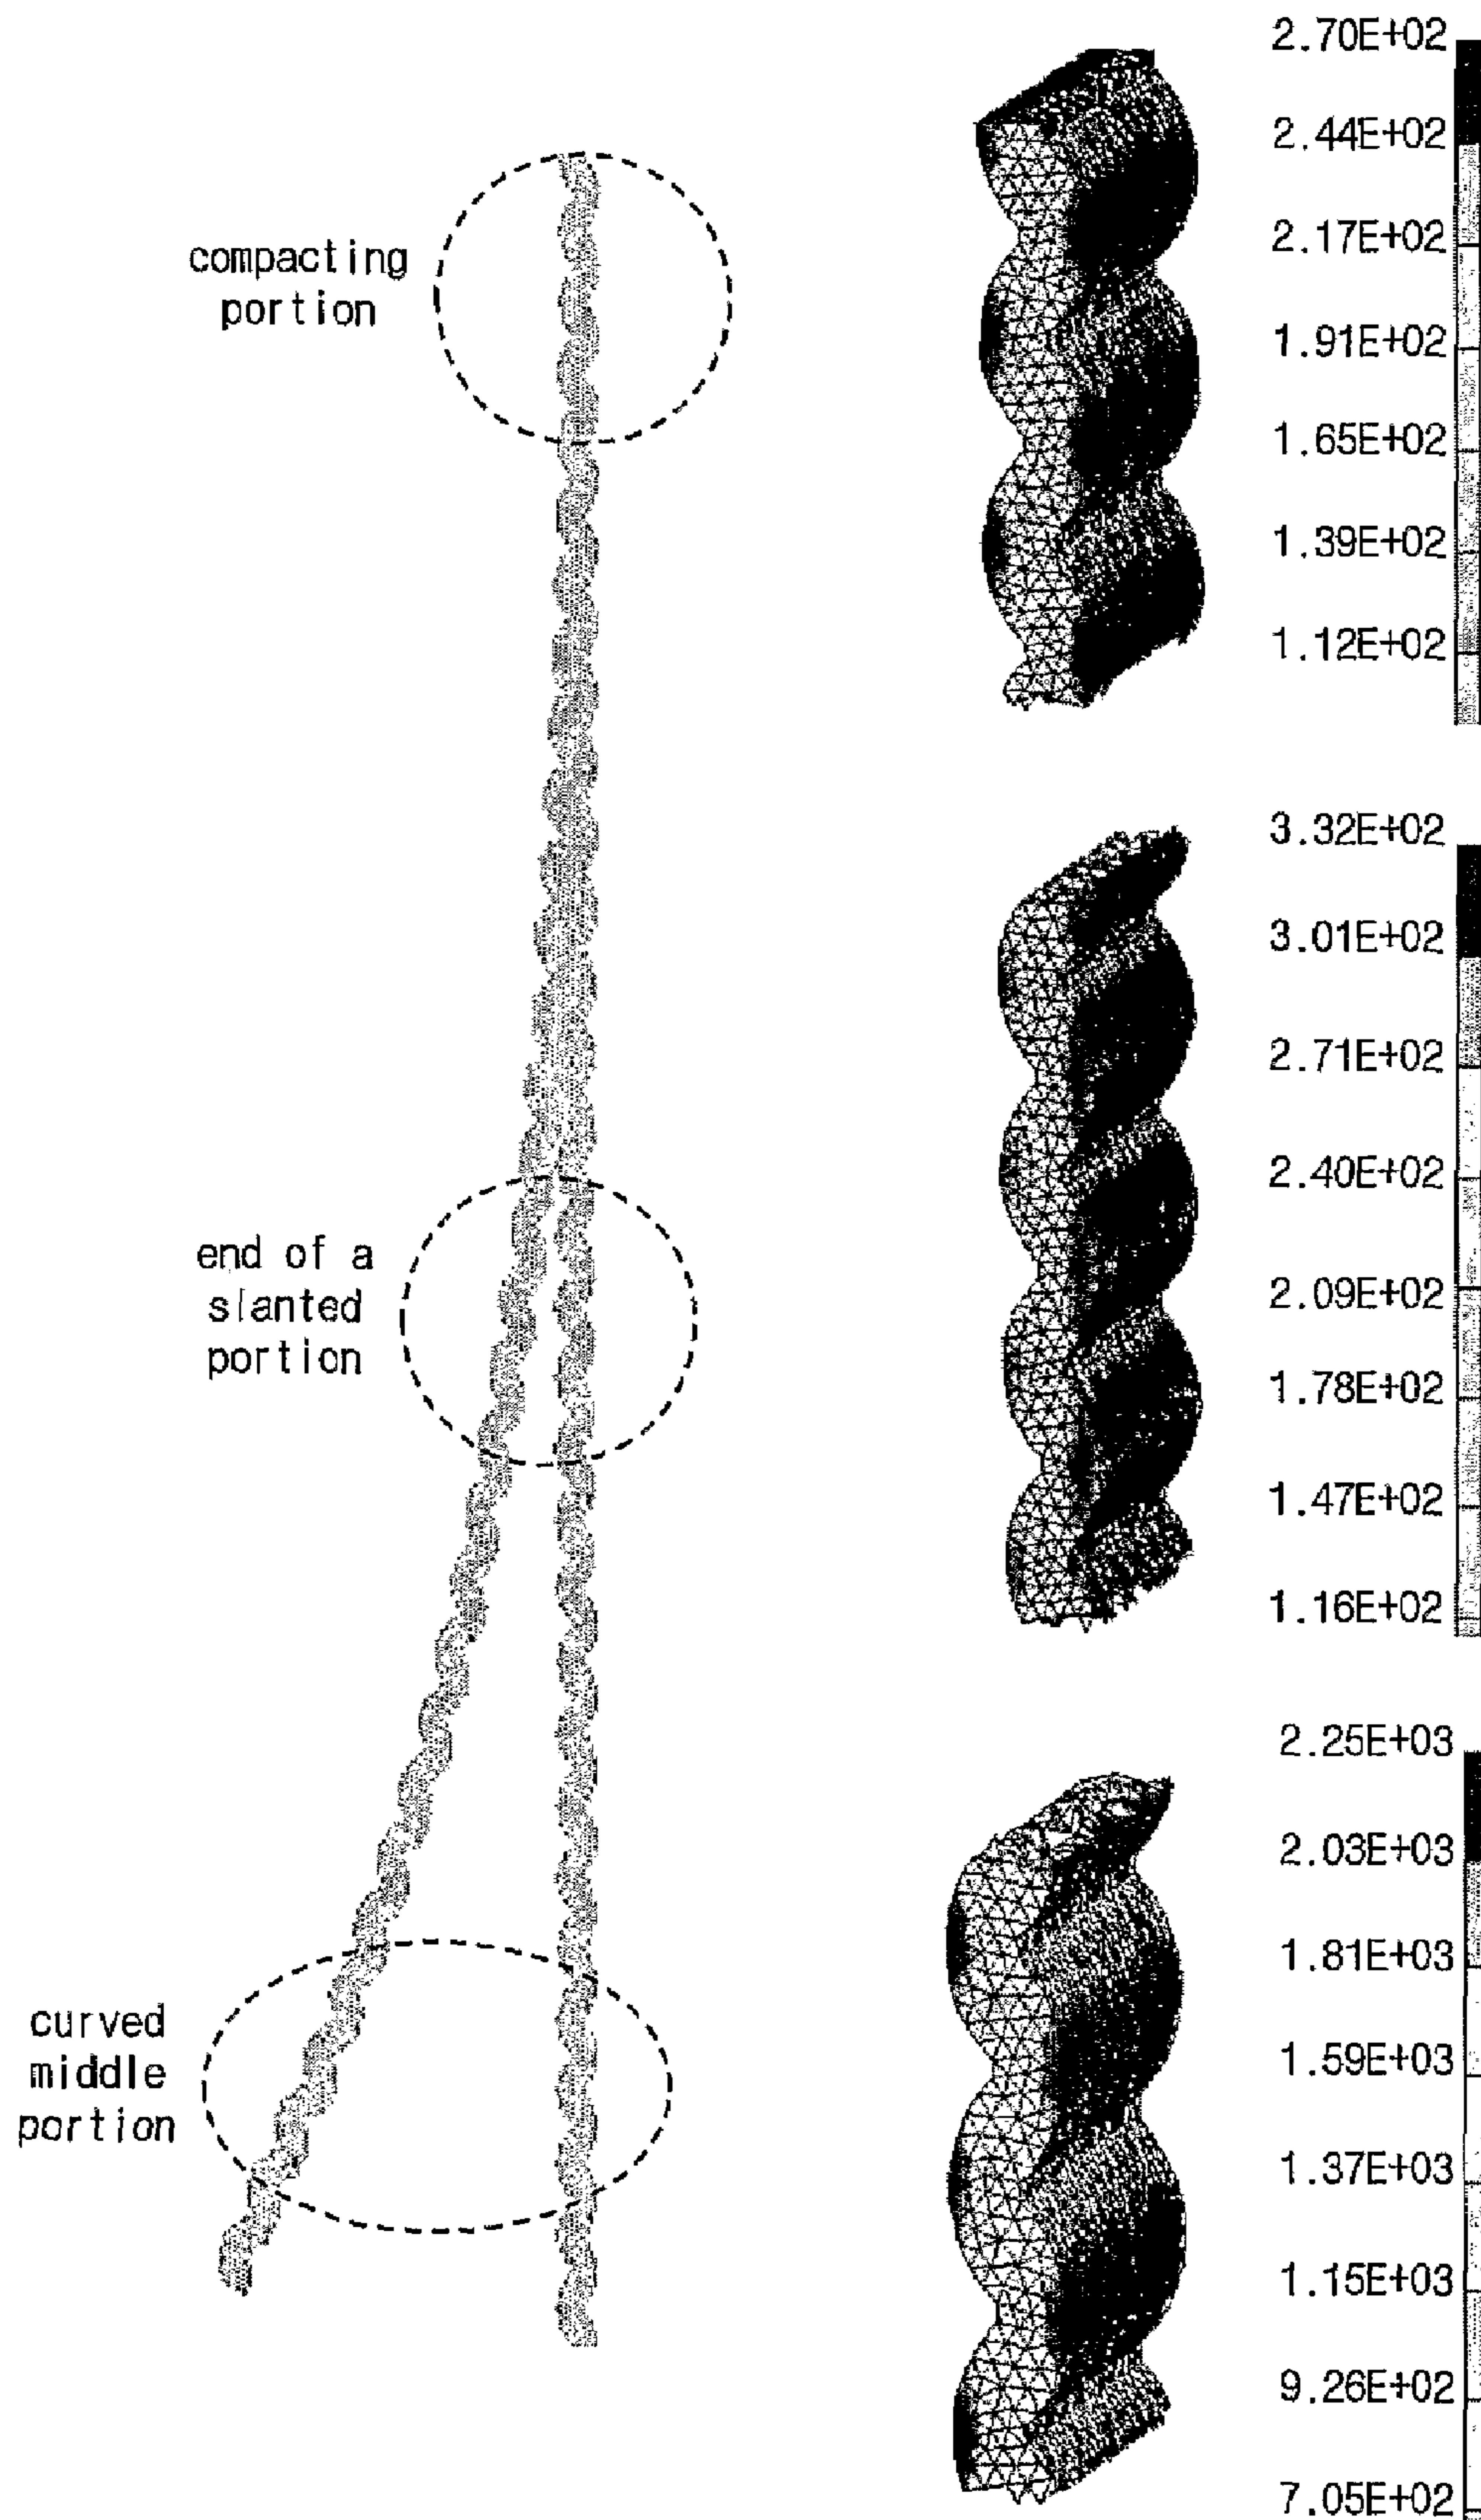 compacting
portion
2.70E+02
2.44E+02
2.17E+02
1.91E+02
1.65E+02
1.39E+02
1.12E+02
end of a
slanted
portion
3.32E+02
3.01E+02
2.71E+02
2.40E+02
2.09E+02
1.78E+02
1.47E+02
1.16E+02
curved
middle
portion
2.25E+03
2.03E+03
1.81E+03
1.59E+03
1.37E+03
1.15E+03
9.26E+02
7.05E+02